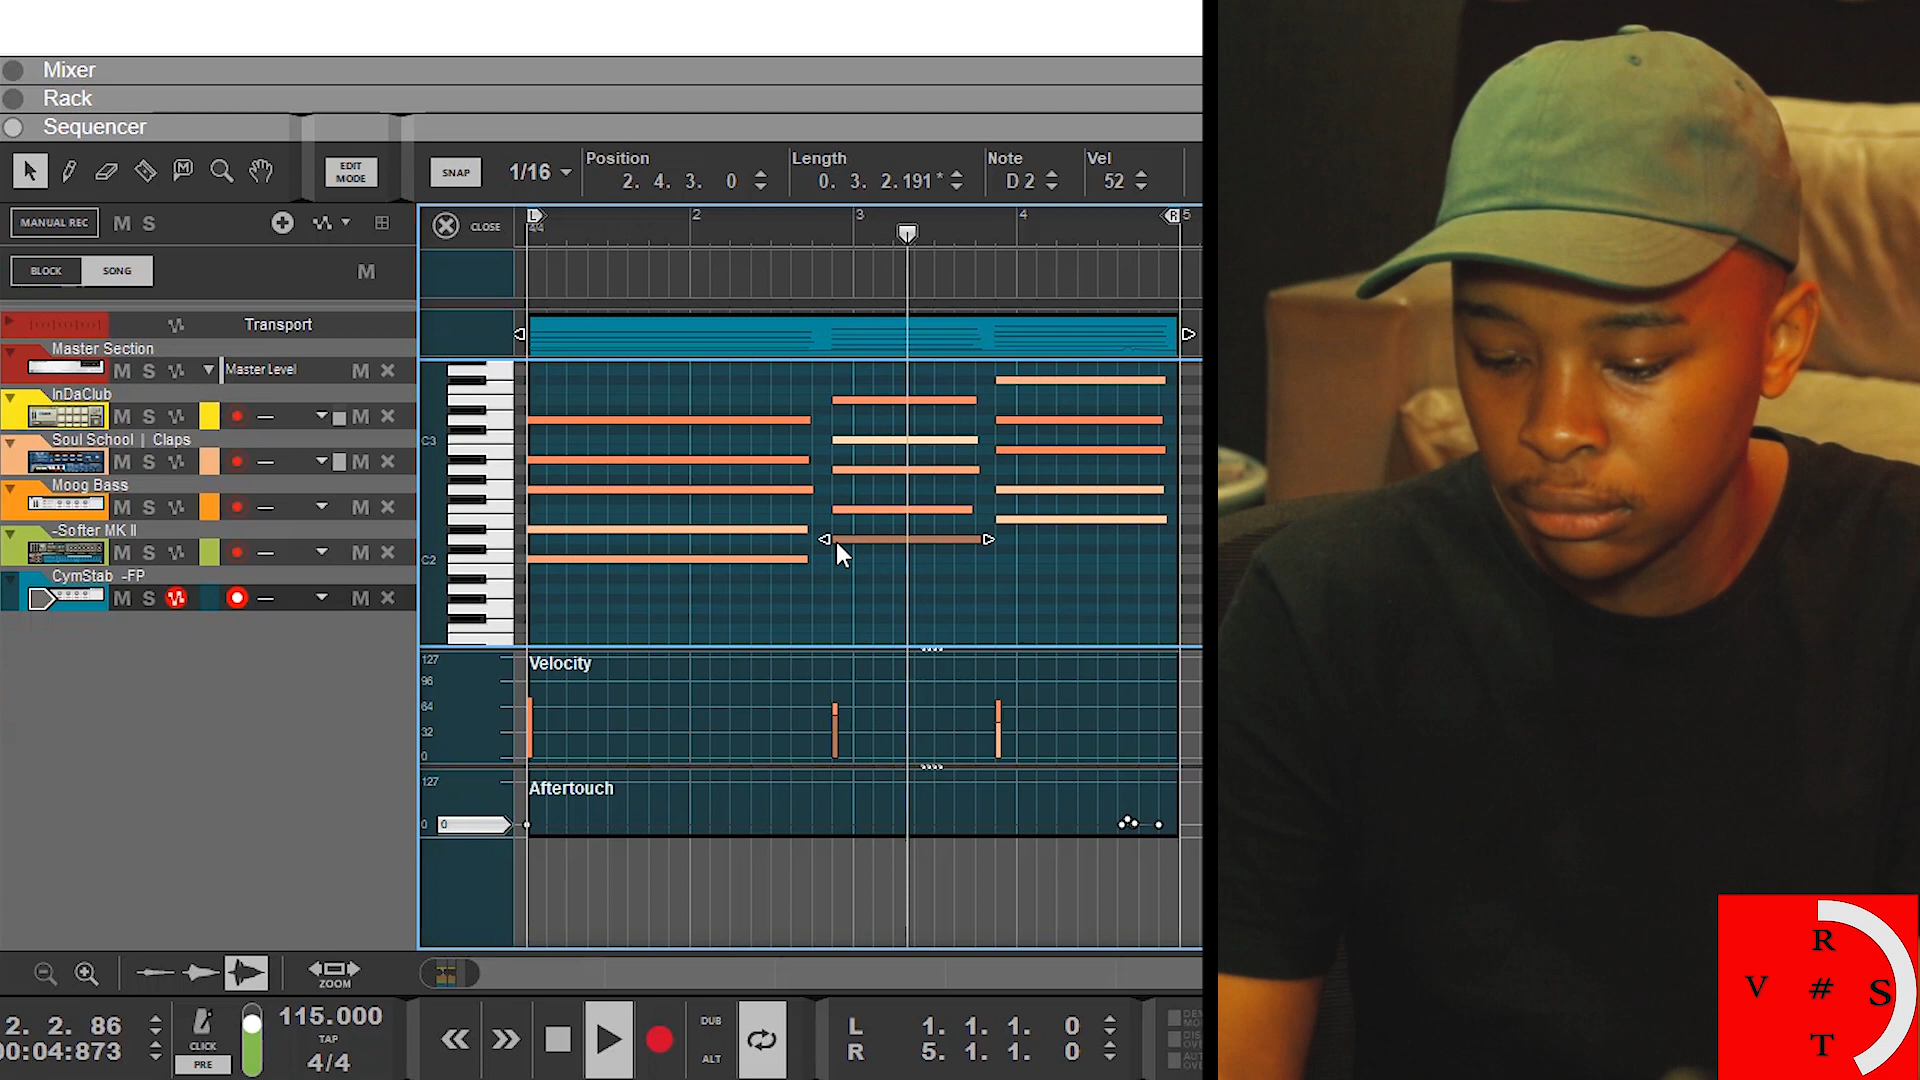 Mixer
Rack
Sequencer
EDIT
MODE
SNAP
1/16
Position
2. 4. 3. 0
Length
0. 3. 2.191 *
Note
D 2
Vel
52
MANUAL REC
M S
CLOSE
4/4
2
3
4
5
L
R
BLOCK
SONG
M
Transport
Master Section
M S
Master Level
M
InDaClub
M S
M
Soul School | Claps
M S
M
Moog Bass
M S
M
-Softer MK II
M S
M
CymStab -FP
M S
M
C3
C2
Velocity
127
96
64
32
0
Aftertouch
127
0
0
ZOOM
2. 2. 86
00:04:873
CLICK
PRE
115.000
TAP
4/4
DUB
ALT
L 1. 1. 1. 0
R 5. 1. 1. 0
R
V # S
T